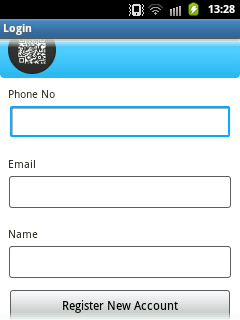 13:28
Login
Phone No
Email
Name
Register New Account